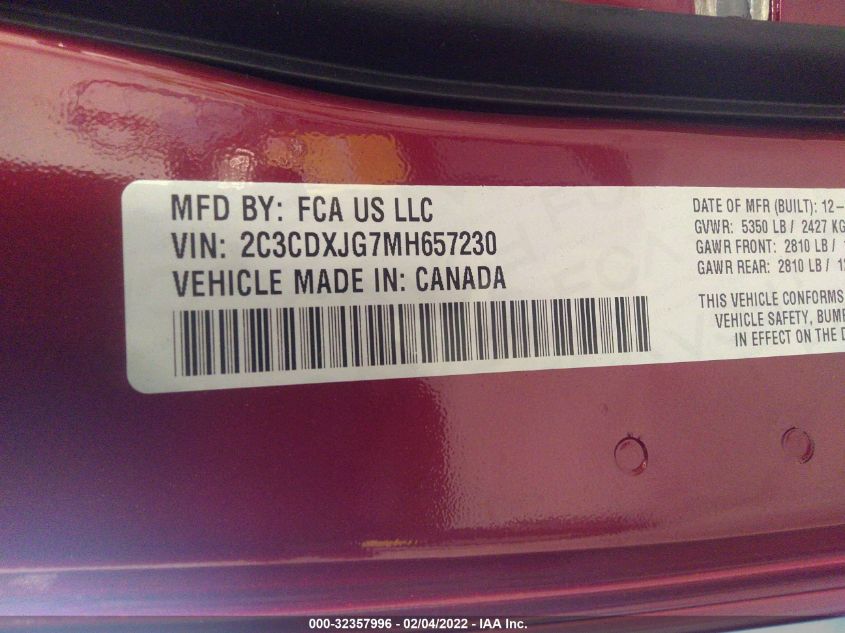 MFD BY: FCA US LLC
VIN: 2C3CDXJG7MH657230
VEHICLE MADE IN: CANADA
DATE OF MFR (BUILT): 12-
GVWR: 5350 LB / 2427 KG
GAWR FRONT: 2810 LB /
GAWR REAR: 2810 LB / 12
THIS VEHICLE CONFORMS
VEHICLE SAFETY, BUMP
IN EFFECT ON THE D
000-32357996 - 02/04/2022 - IAA Inc.